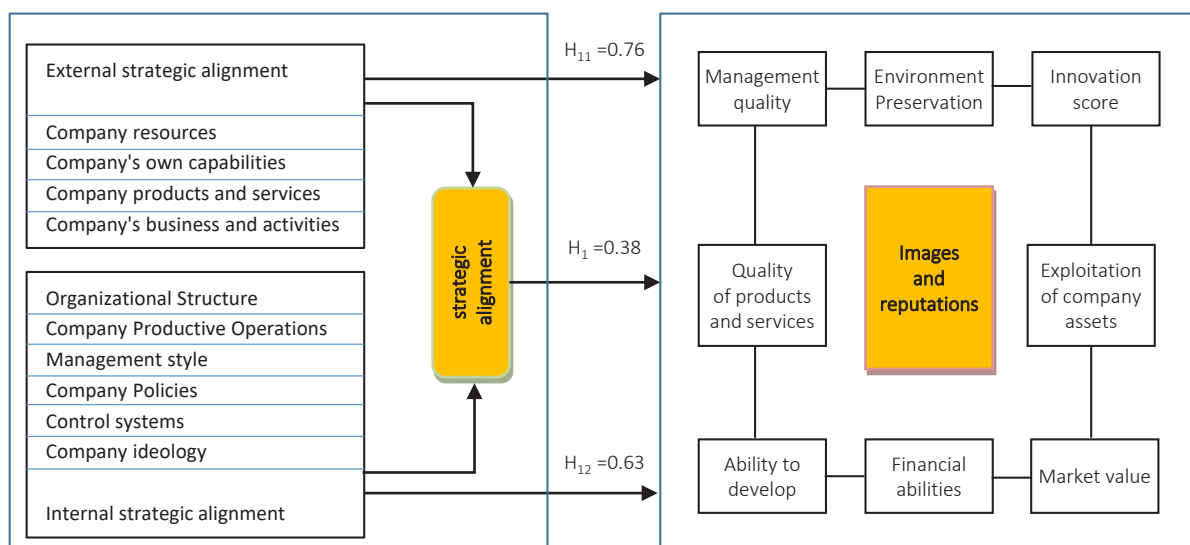 External strategic alignment
Company resources
Company's own capabilities
Company products and services
Company's business and activities
Organizational Structure
Company Productive Operations
Management style
Company Policies
Control systems
Company ideology
Internal strategic alignment
strategic
alignment
H11 =0.76
H1 =0.38
H12 =0.63
Management
quality
Environment
Preservation
Innovation
score
Quality
of products
and services
Images
and
reputations
Exploitation
of company
assets
Ability to
develop
Financial
abilities
Market value